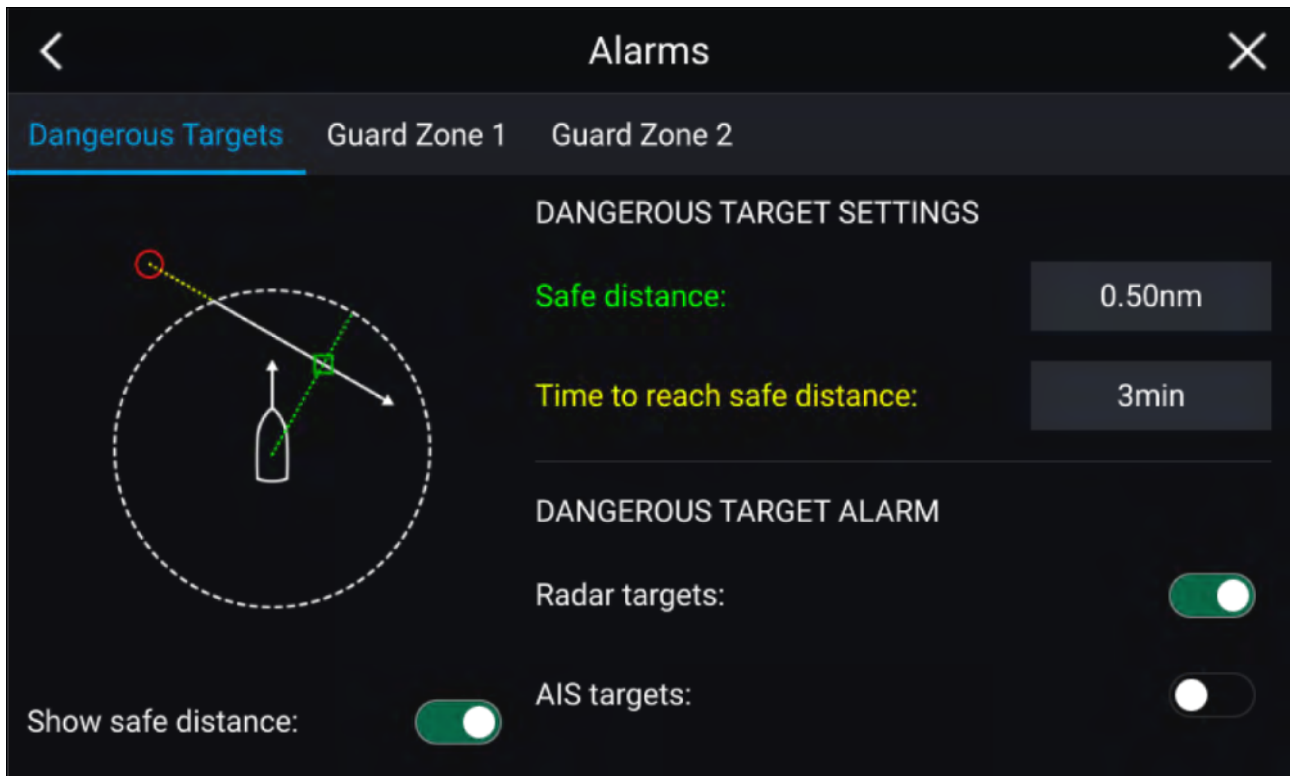 Alarms
Dangerous Targets Guard Zone 1 Guard Zone 2
DANGEROUS TARGET SETTINGS
Safe distance: 0.50nm
Time to reach safe distance: 3min
DANGEROUS TARGET ALARM
Radar targets:
AIS targets:
Show safe distance: